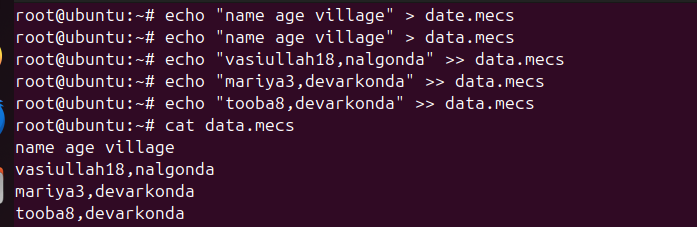 root@ubuntu:~# echo "name age village" > date.mecs
root@ubuntu:~# echo "name age village" > data.mecs
root@ubuntu:~# echo "vasiullah18,nalgonda" >> data.mecs
root@ubuntu:~# echo "mariya3,devarkonda" >> data.mecs
root@ubuntu:~# echo "tooba8,devarkonda" >> data.mecs
root@ubuntu:~# cat data.mecs
name age village
vasiullah18,nalgonda
mariya3,devarkonda
tooba8,devarkonda